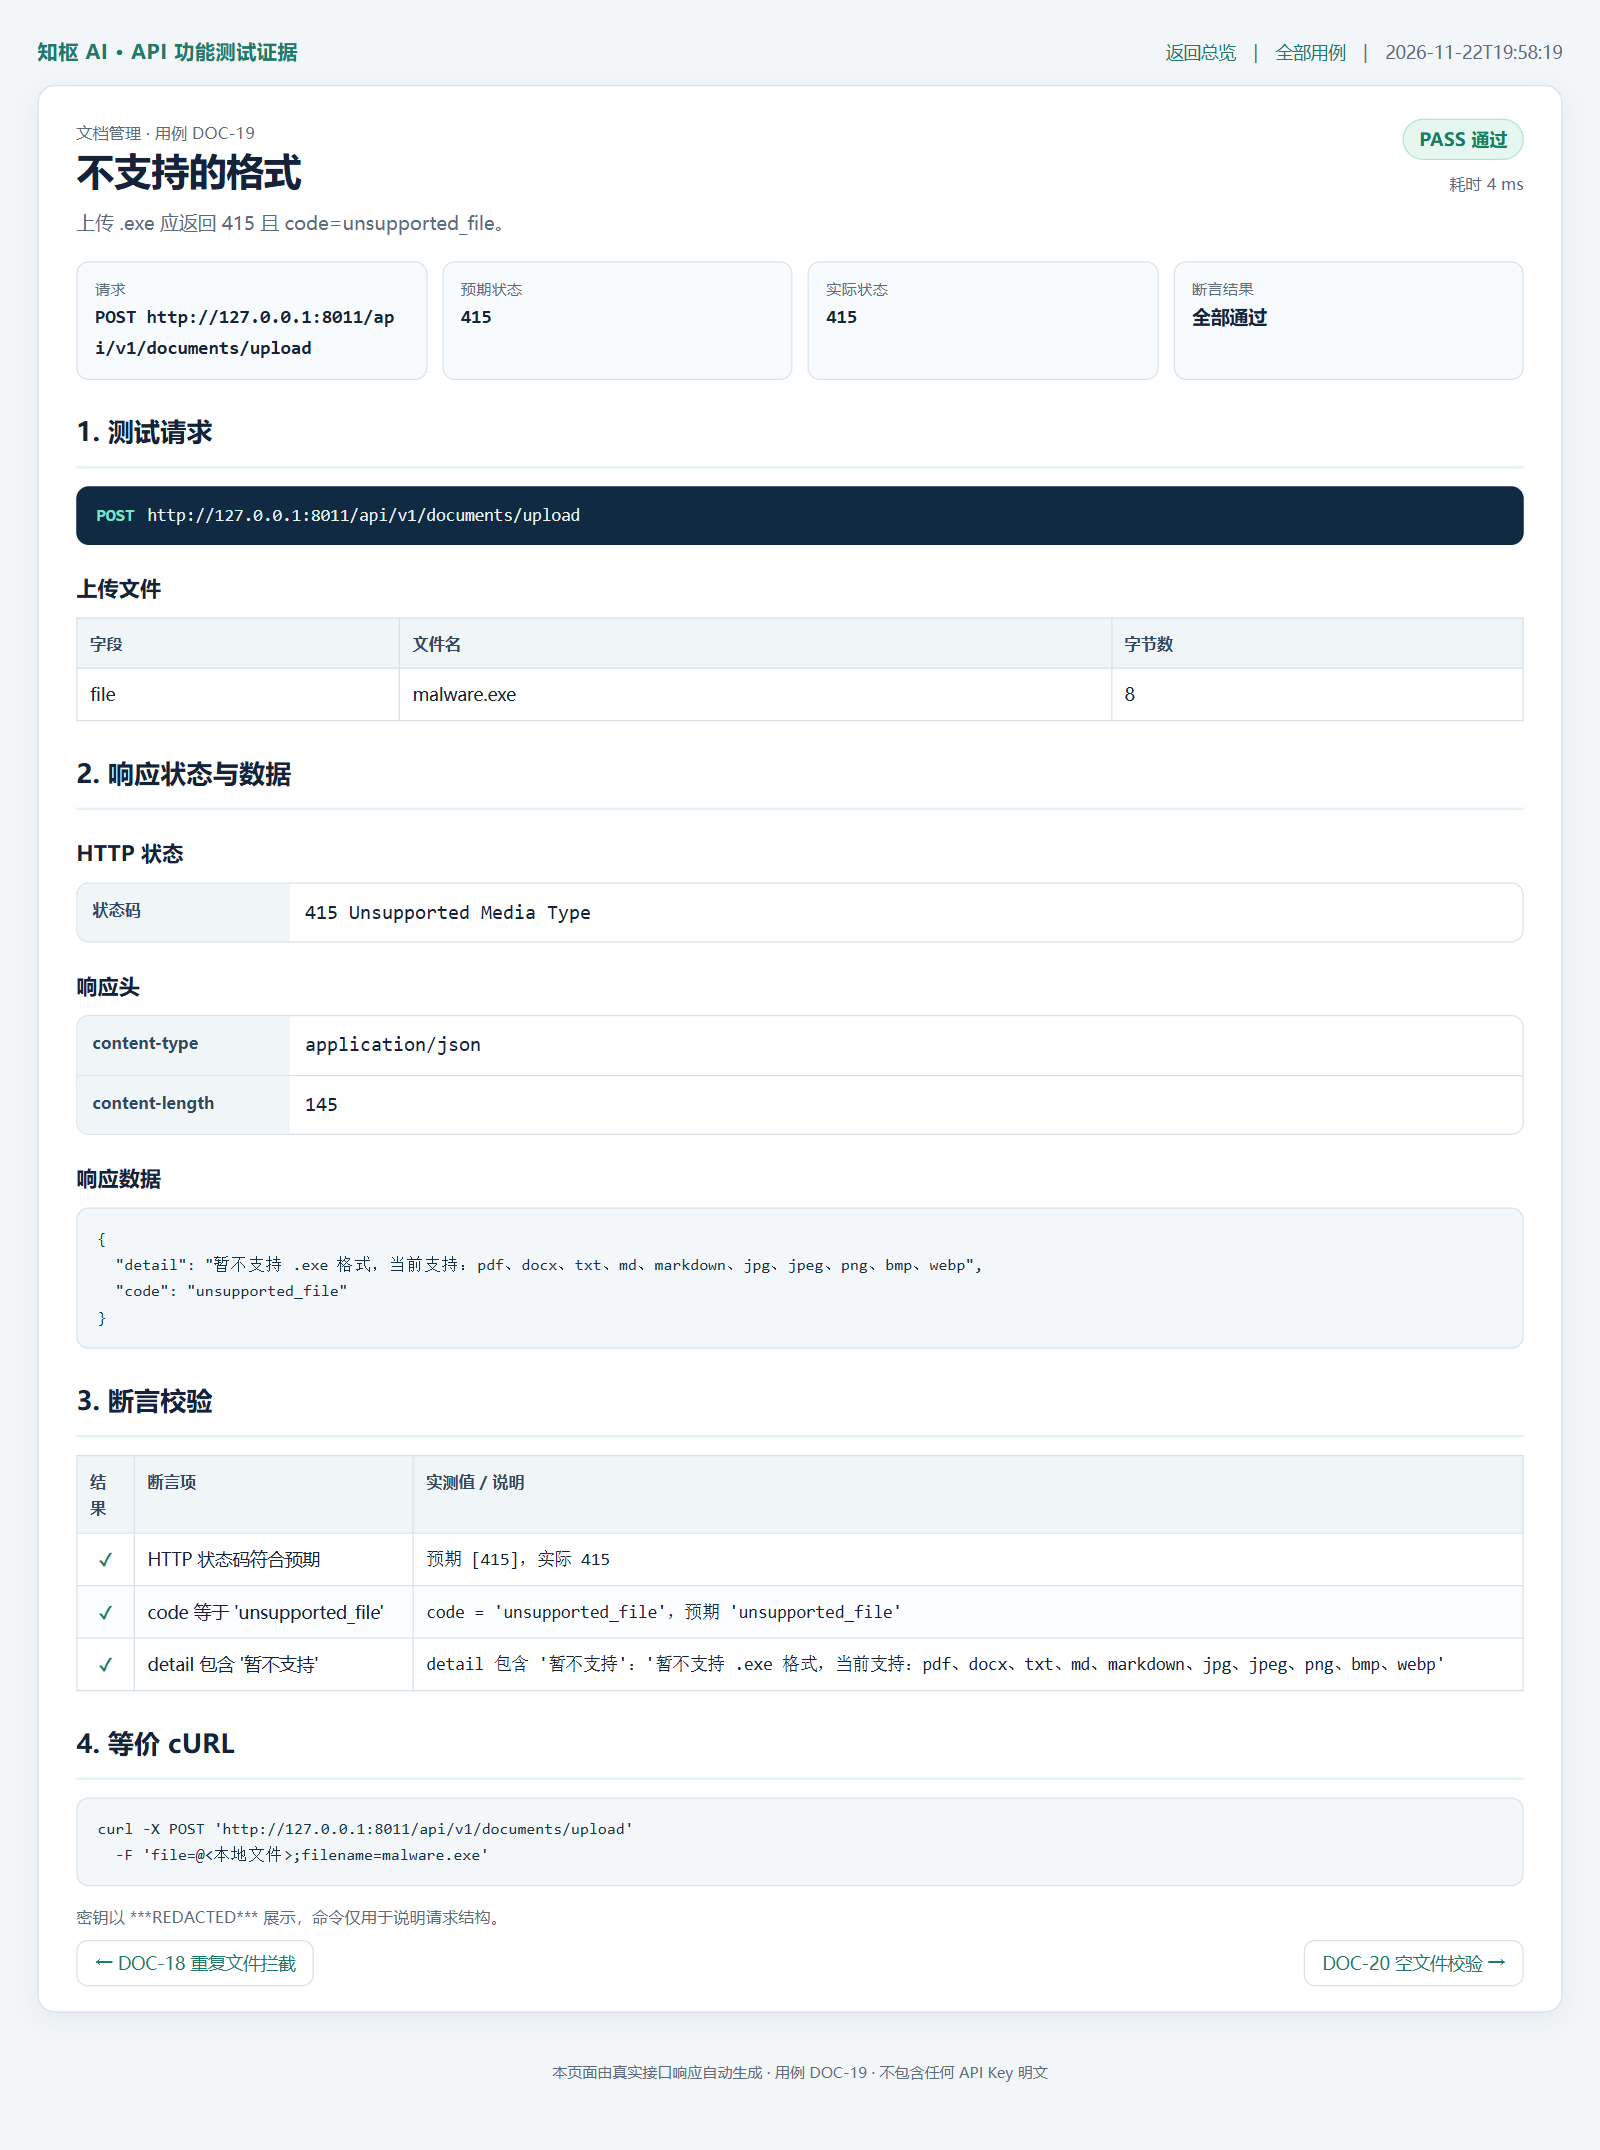 知枢 AI • API 功能测试证据
返回总览 | 全部用例 | 2026-11-22T19:58:19
文档管理 · 用例 DOC-19
不支持的格式
上传 .exe 应返回 415 且 code=unsupported_file。
PASS 通过
耗时 4 ms
请求
POST http://127.0.0.1:8011/ap
i/v1/documents/upload
预期状态
415
实际状态
415
断言结果
全部通过
1. 测试请求
POST http://127.0.0.1:8011/api/v1/documents/upload
上传文件
字段 文件名 字节数
file malware.exe 8
2. 响应状态与数据
HTTP 状态
状态码 415 Unsupported Media Type
响应头
content-type application/json
content-length 145
响应数据
{
"detail": "暂不支持 .exe 格式，当前支持：pdf、docx、txt、md、markdown、jpg、jpeg、png、bmp、webp",
"code": "unsupported_file"
}
3. 断言校验
结
果
断言项 实测值 / 说明
✓ HTTP 状态码符合预期 预期 [415]，实际 415
✓ code 等于 'unsupported_file' code = 'unsupported_file'，预期 'unsupported_file'
✓ detail 包含 '暂不支持' detail 包含 '暂不支持'：'暂不支持 .exe 格式，当前支持：pdf、docx、txt、md、markdown、jpg、jpeg、png、bmp、webp'
4. 等价 cURL
curl -X POST 'http://127.0.0.1:8011/api/v1/documents/upload'
-F 'file=@<本地文件>;filename=malware.exe'
密钥以 ***REDACTED*** 展示，命令仅用于说明请求结构。
← DOC-18 重复文件拦截
DOC-20 空文件校验 →
本页面由真实接口响应自动生成 · 用例 DOC-19 · 不包含任何 API Key 明文